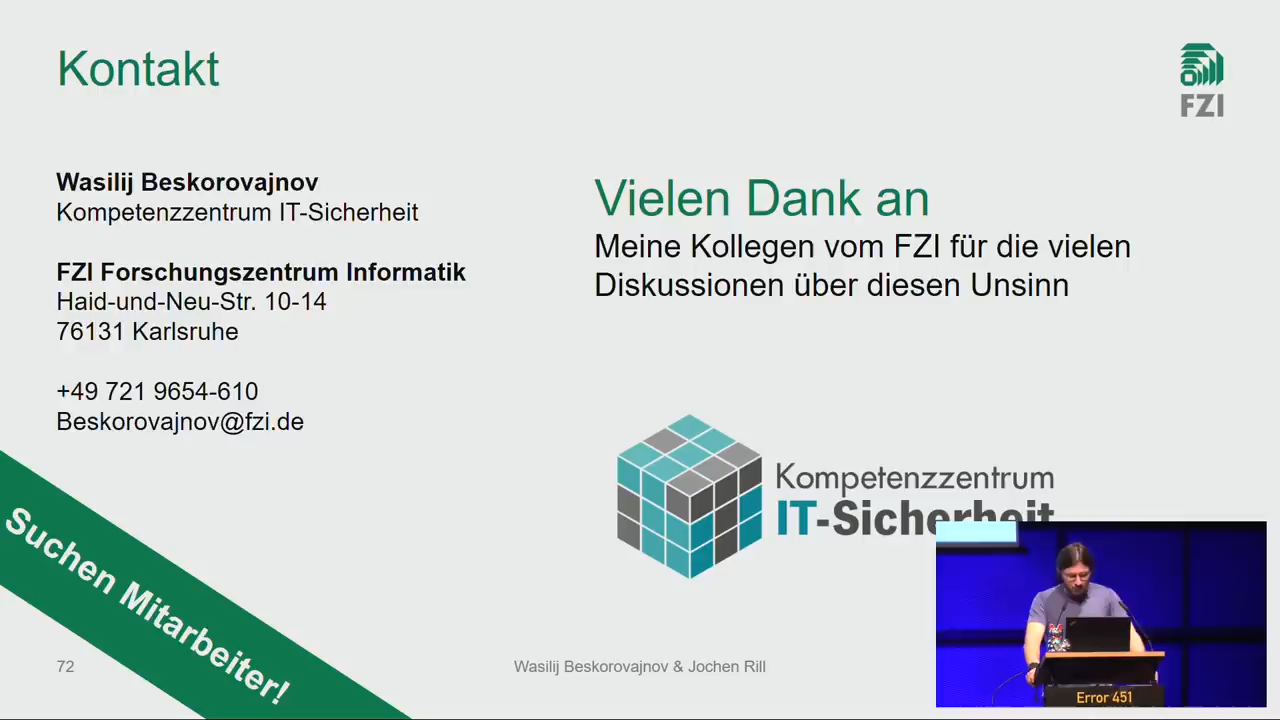 Kontakt
FZI
Wasilij Beskorovajnov
Kompetenzzentrum IT-Sicherheit
FZI Forschungszentrum Informatik
Haid-und-Neu-Str. 10-14
76131 Karlsruhe
+49 721 9654-610
Beskorovajnov@fzi.de
Vielen Dank an
Meine Kollegen vom FZI für die vielen
Diskussionen über diesen Unsinn
Kompetenzzentrum
IT-Sicherheit
Suchen Mitarbeiter!
72
Wasilij Beskorovajnov & Jochen Rill
Error 451